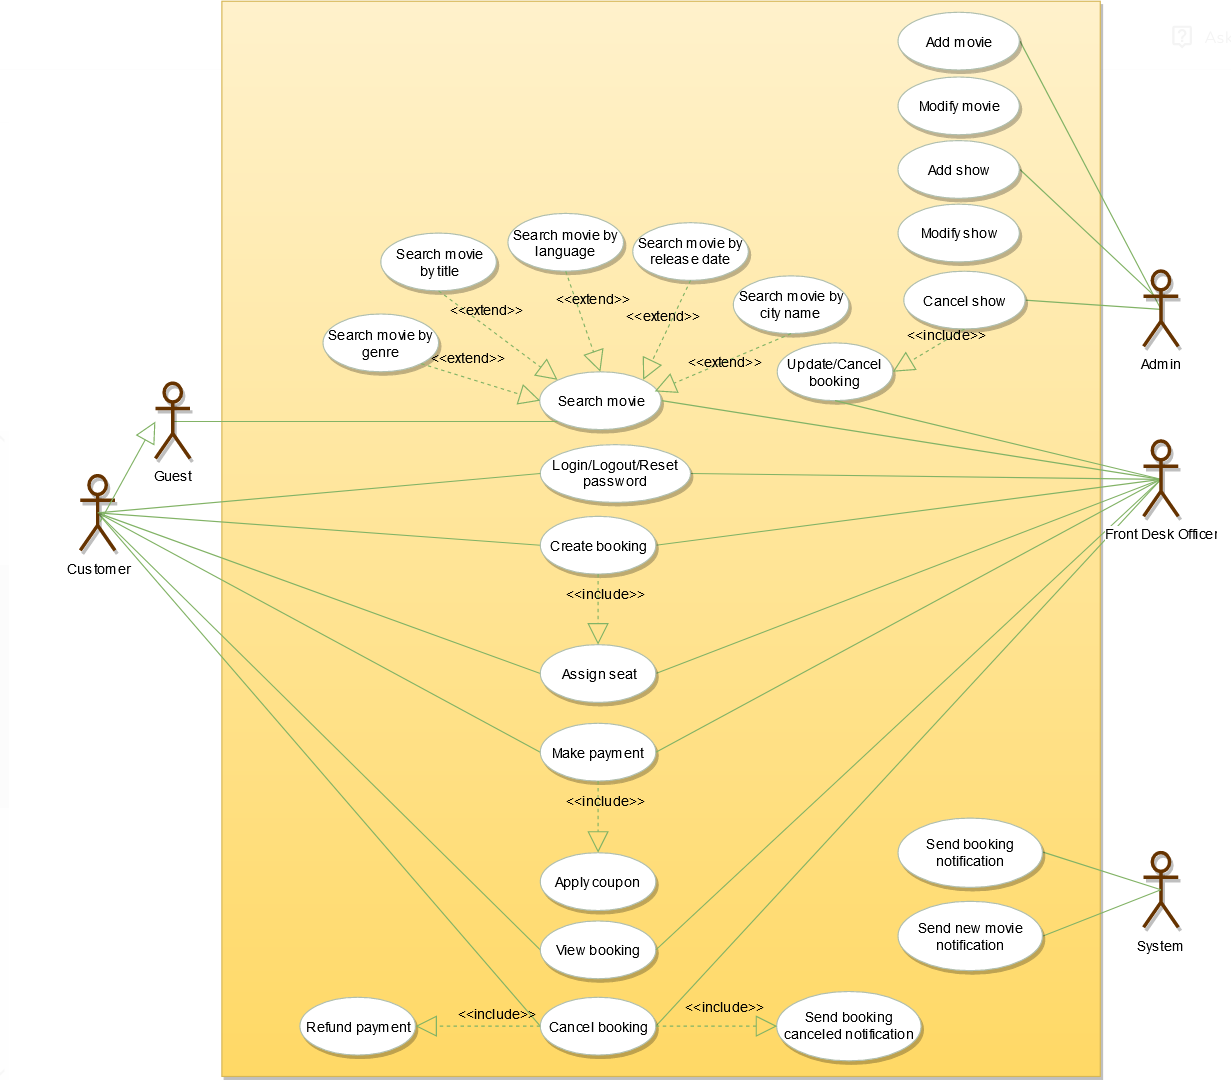 Add movie
Ask
Modify movie
Add show
Modify show
Search movie by
language
Search movie by
release date
Search movie
by title
Search movie by
city name
Cancel show
<<extend>>
<<extend>>
<<extend>>
<<include>>
Search movie by
genre
<<extend>>
<<extend>>
Update/Cancel
booking
Admin
Search movie
Guest
Login/Logout/Reset
password
Front Desk Officer
Create booking
Customer
<<include>>
Assign seat
Make payment
<<include>>
Apply coupon
Send booking
notification
View booking
Send new movie
notification
System
<<include>>
<<include>>
Refund payment
Cancel booking
Send booking
canceled notification